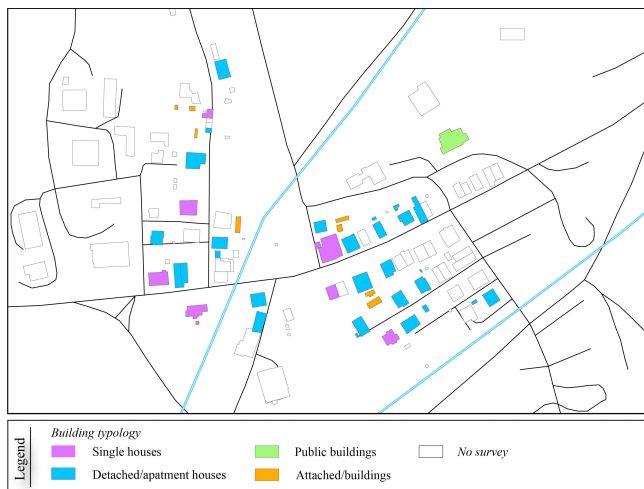 Legend
Building typology
Single houses
Public buildings
No survey
Detached/apatment houses
Attached/buildings